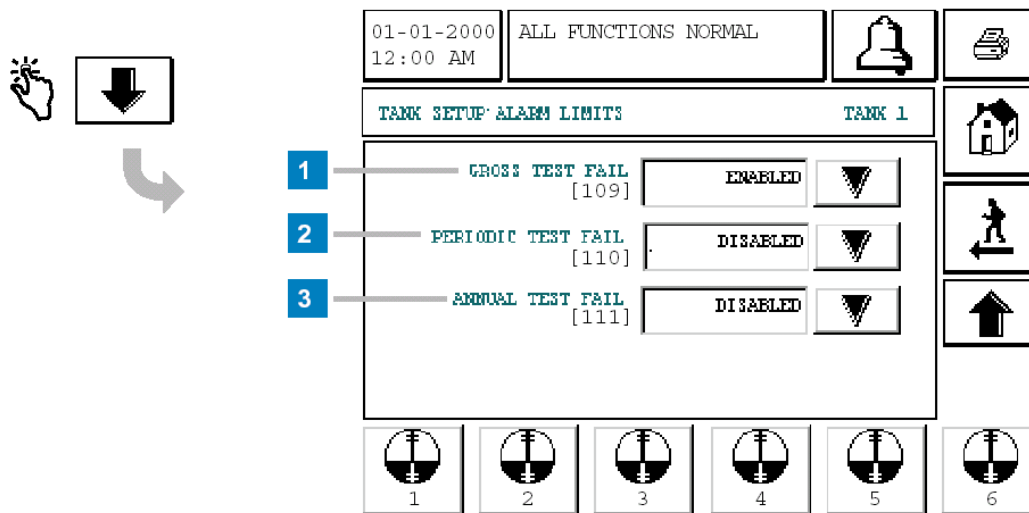 01-01-2000
12:00 AM
ALL FUNCTIONS NORMAL
TANK SETUP: ALARM LIMITS
TANK 1
1
GROSS TEST FAIL
[109]
ENABLED
2
PERIODIC TEST FAIL
[110]
DISABLED
3
ANNUAL TEST FAIL
[111]
DISABLED
1
2
3
4
5
6